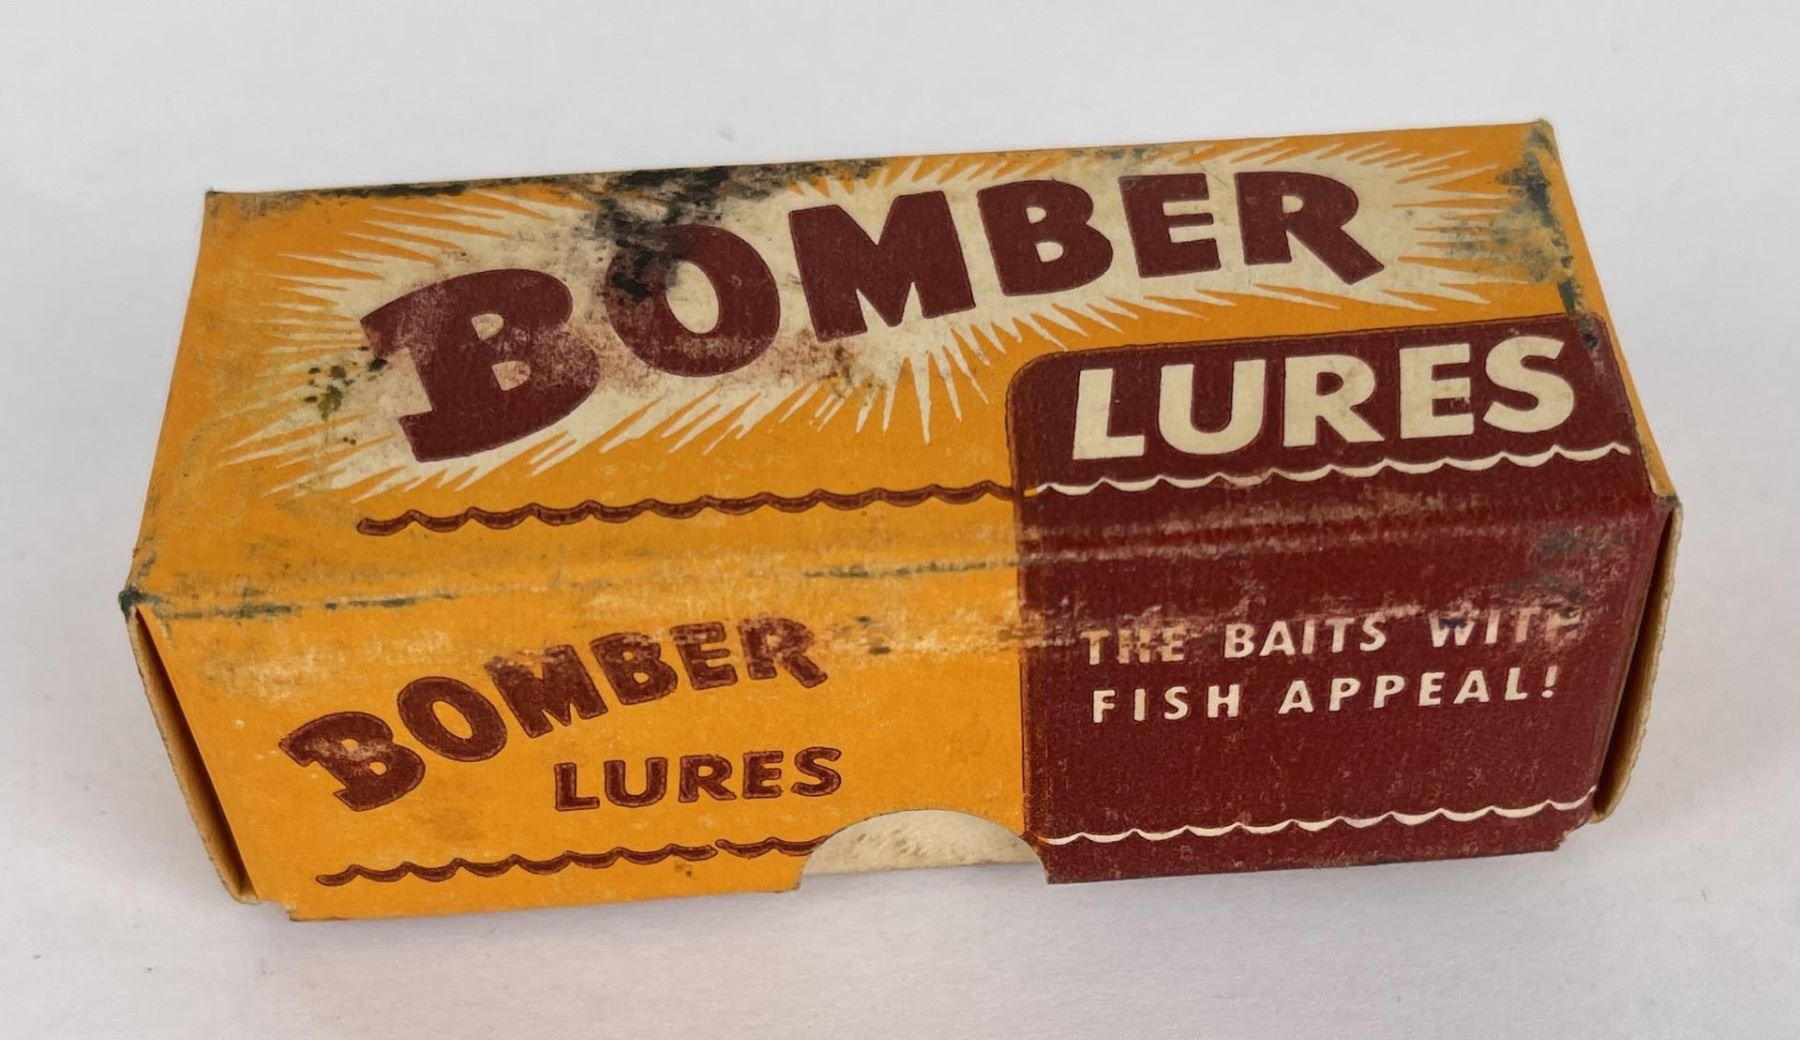 BOMBER
LURES
BOMBER
LURES
THE BAITS WITH
FISH APPEAL!